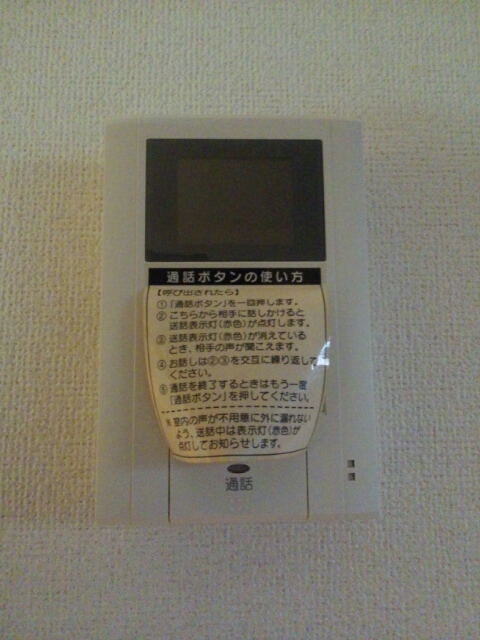 通話ボタンの使い方
【呼び出されたら】
①「通話ボタン」を一回押します。
②こちらから相手に話しかけると
送話表示灯(赤色)が点灯します。
③送話表示灯(赤色)が消えている
とき、相手の声が聞こえます。
④お話しは②③を交互に繰り返して
ください。
⑤通話を終了するときはもう一度
「通話ボタン」を押してください。
※室内の声が不用意に外に漏れない
よう、送話中は表示灯(赤色)が
点灯してお知らせします。
通話